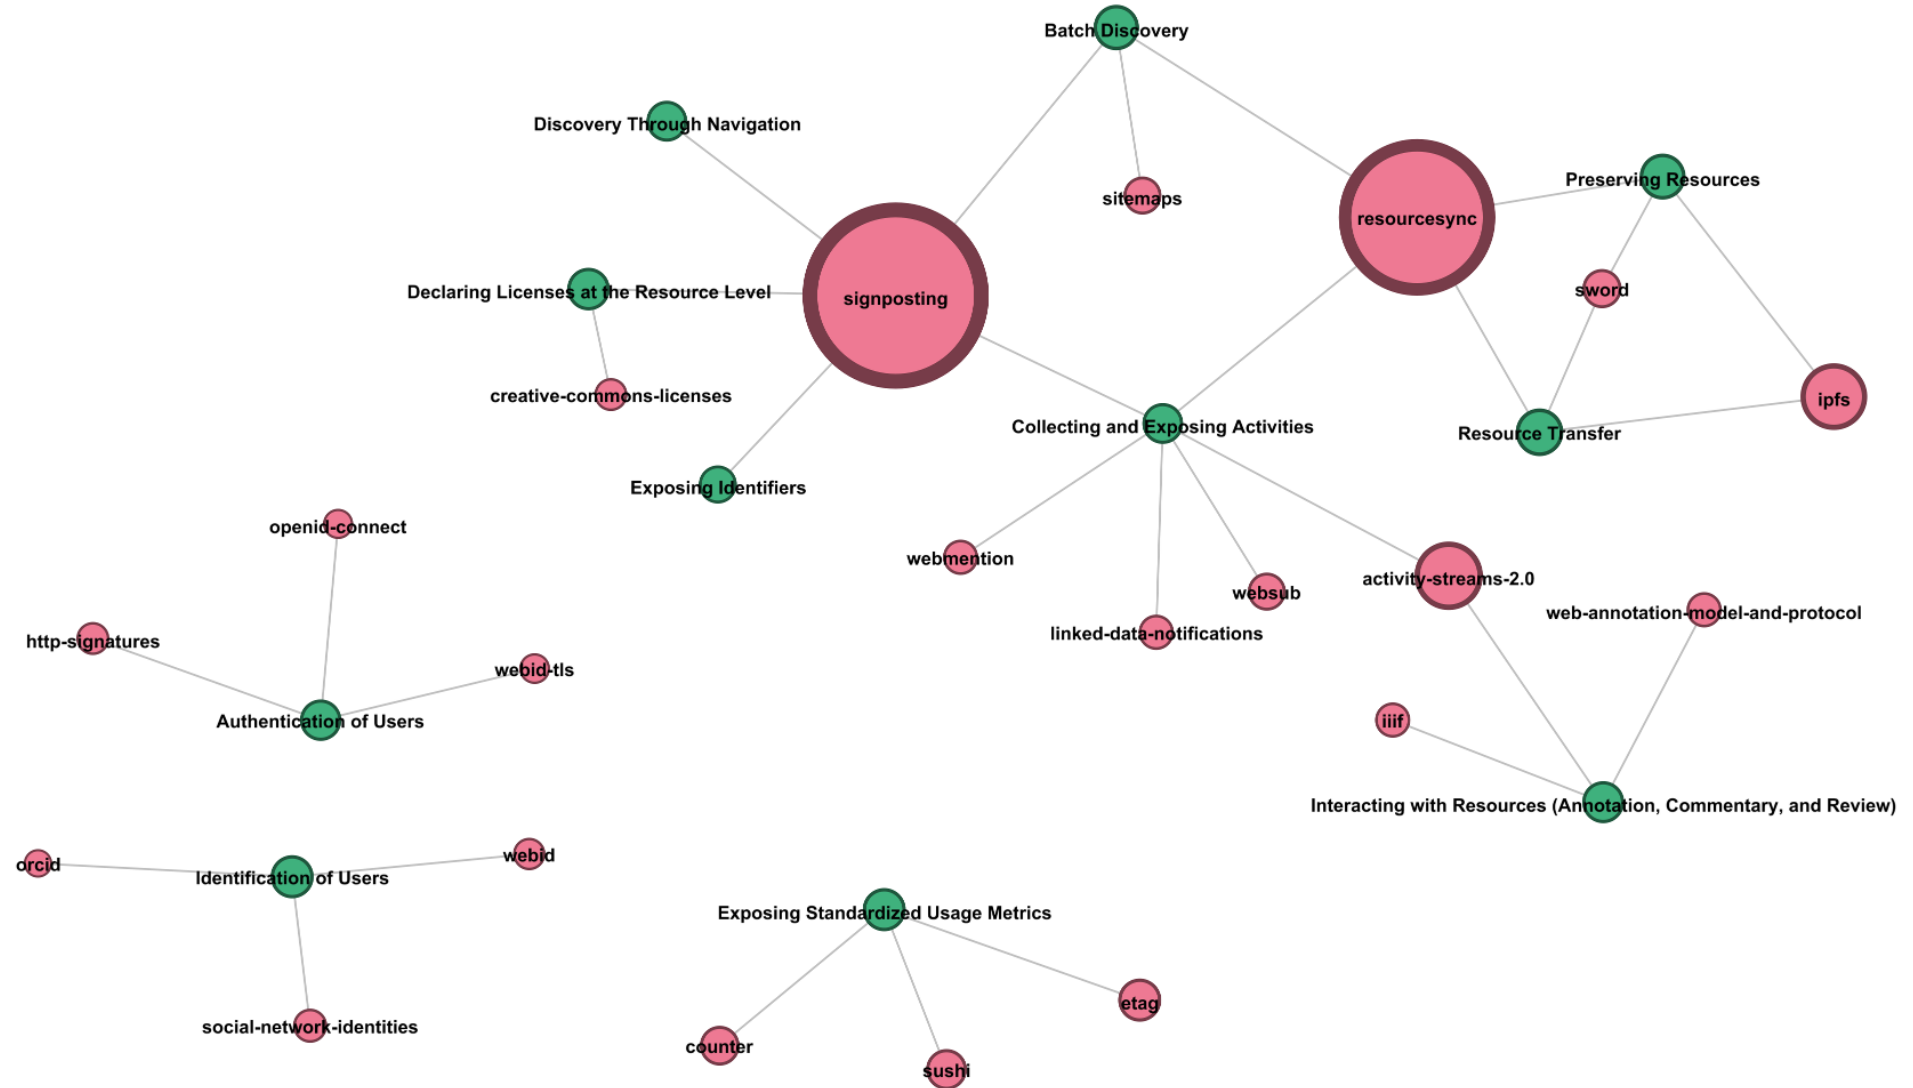 Batch Discovery
Discovery Through Navigation
Preserving Resources
sitemaps
resourcesync
Declaring Licenses at the Resource Level
signposting
sword
creative-commons-licenses
ipfs
Collecting and Exposing Activities
Resource Transfer
Exposing Identifiers
openid-connect
webmention
activity-streams-2.0
websub
web-annotation-model-and-protocol
linked-data-notifications
http-signatures
webid-tls
Authentication of Users
iiif
Interacting with Resources (Annotation, Commentary, and Review)
orcid
webid
Identification of Users
Exposing Standardized Usage Metrics
etag
social-network-identities
counter
sushi